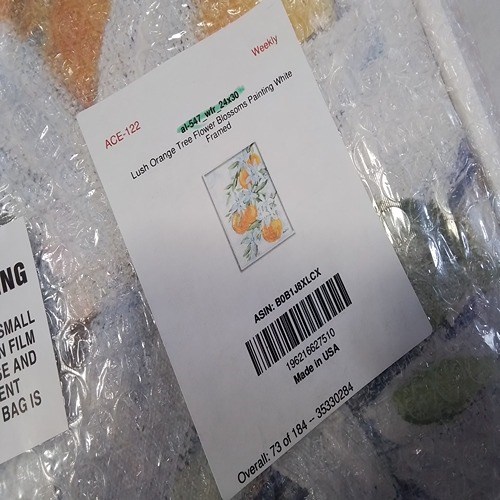 Weekly
ACE-122
al-547_wfr_24x30
Lush Orange Tree Flower Blossoms Painting White
Framed
ASIN: B0B1J8XLCX
196216627510
Made in USA
Overall: 73 of 184 -- 35330284
NG
SMALL
N FILM
SE AND
ENT
BAG IS